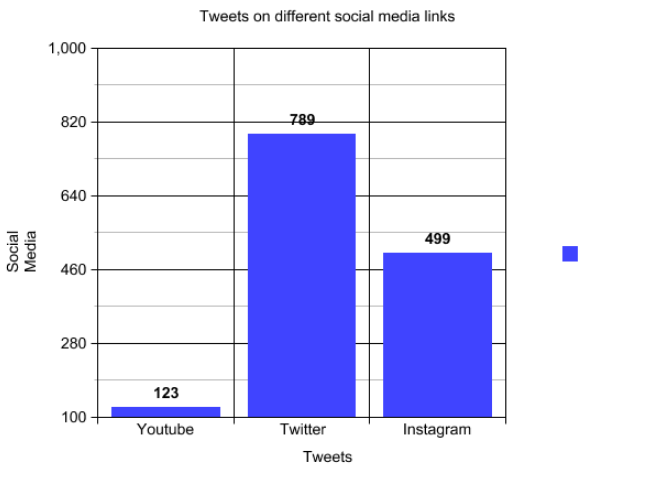 Tweets on different social media links
1,000
820
640
460
280
100
Social
Media
789
499
123
Youtube
Twitter
Instagram
Tweets